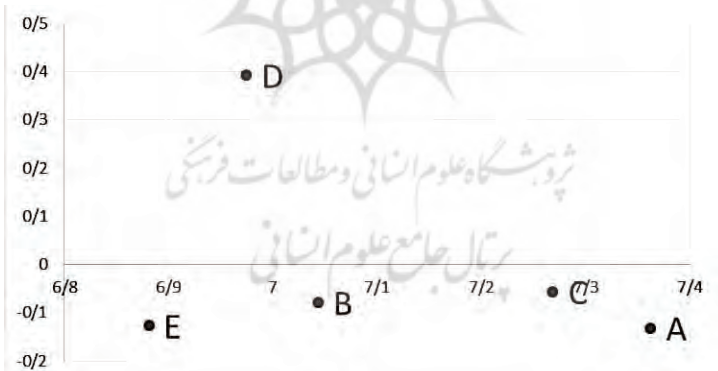 0/5
0/4
D
0/3
پژوهشگاه علوم انسانی و مطالعات فرهنگی
0/2
0/1
پرتال جامع علوم انسانی
0
6/8 6/9 7 7/1 7/2 7/3 7/4
B C
-0/1
E A
-0/2